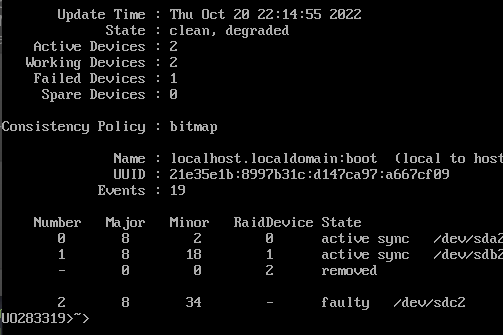 Update Time : Thu Oct 20 22:14:55 2022
State : clean, degraded
Active Devices : 2
Working Devices : 2
Failed Devices : 1
Spare Devices : 0
Consistency Policy : bitmap
Name : localhost.localdomain:boot (local to host
UUID : 21e35e1b:8997b31c:d147ca97:a667cf09
Events : 19
Number Major Minor RaidDevice State
0 8 2 0 active sync /dev/sda2
1 8 18 1 active sync /dev/sdb2
- 0 0 2 removed
2 8 34 - faulty /dev/sdc2
UO283319>~>